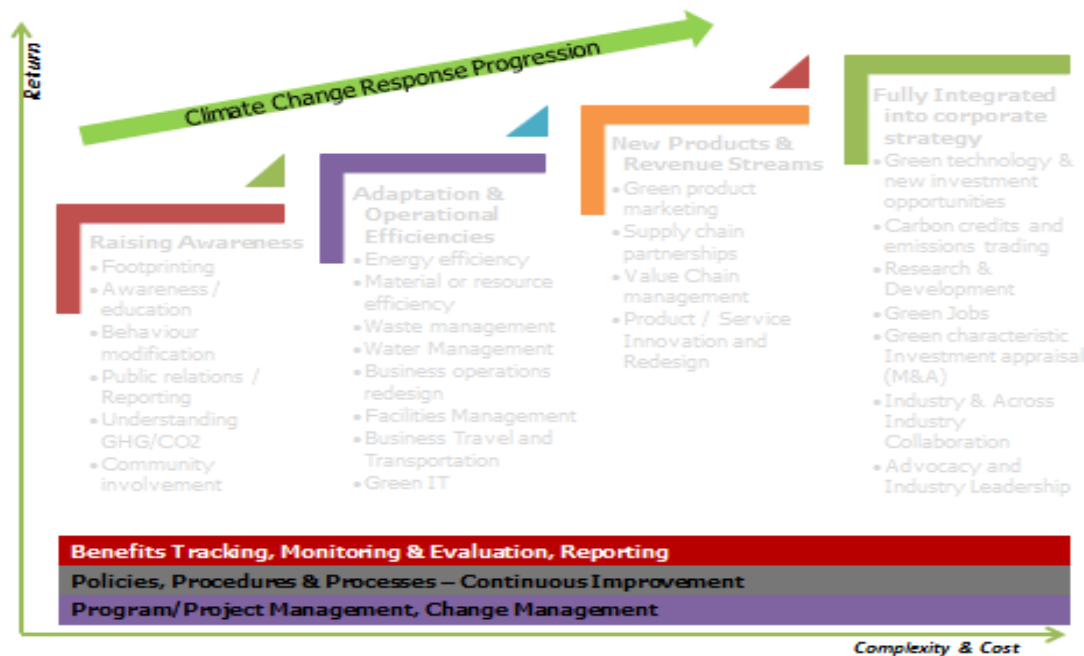 Return
Climate Change Response Progression
Raising Awareness
•Footprinting
•Awareness /
education
•Behaviour
modification
•Public relations /
Reporting
•Understanding
GHG/CO2
•Community
involvement
Adaptation &
Operational
Efficiencies
•Energy efficiency
•Material or resource
efficiency
•Waste management
•Water Management
•Business operations
redesign
•Facilities Management
•Business Travel and
Transportation
•Green IT
New Products &
Revenue Streams
•Green product
marketing
•Supply chain
partnerships
•Value Chain
management
•Product / Service
Innovation and
Redesign
Fully Integrated
into corporate
strategy
•Green technology &
new investment
opportunities
•Carbon credits and
emissions trading
•Research &
Development
•Green Jobs
•Green characteristic
Investment appraisal
(M&A)
•Industry & Across
Industry
Collaboration
•Advocacy and
Industry Leadership
Benefits Tracking, Monitoring & Evaluation, Reporting
Policies, Procedures & Processes – Continuous Improvement
Program/Project Management, Change Management
Complexity & Cost